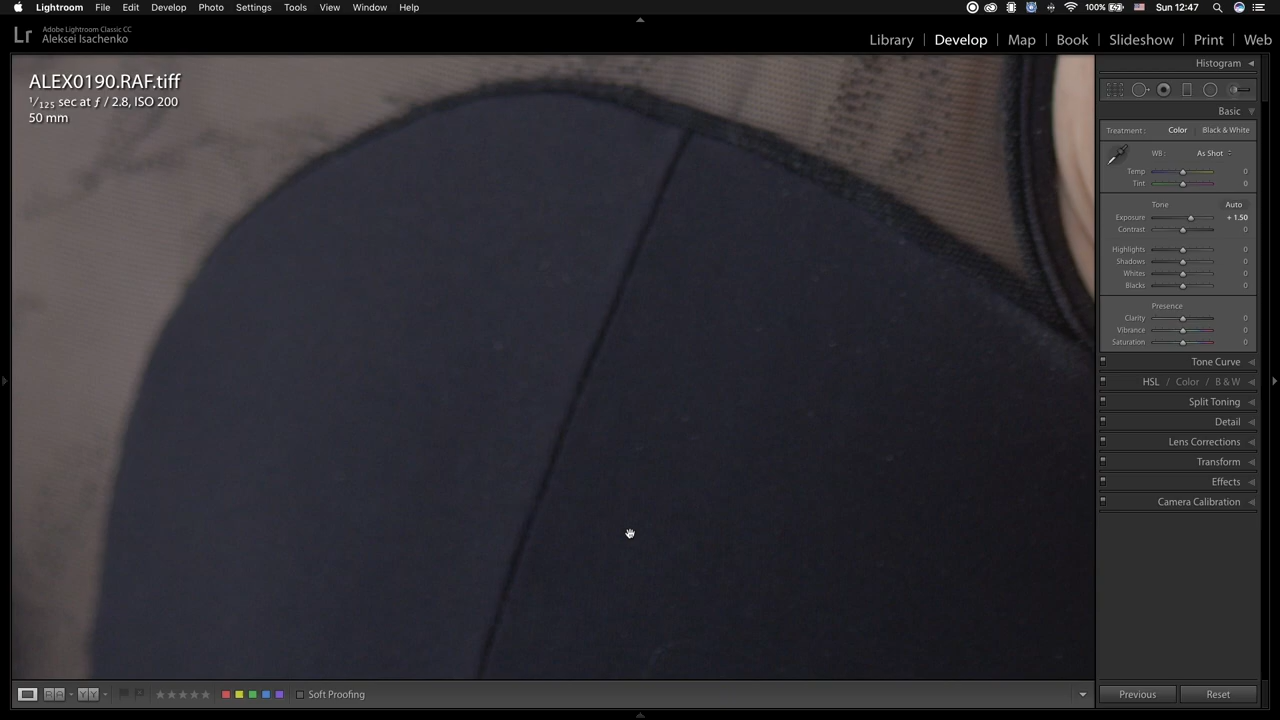 Lightroom File Edit Develop Photo Settings Tools View Window Help 100% Sun 12:47
Lr Adobe Lightroom Classic CC
Aleksei Isachenko
Library | Develop | Map | Book | Slideshow | Print | Web
ALEX0190.RAF.tiff
1/125 sec at ƒ / 2.8, ISO 200
50 mm
Histogram
Basic
Treatment : Color Black & White
WB : As Shot
Temp 0
Tint 0
Tone Auto
Exposure + 1.50
Contrast 0
Highlights 0
Shadows 0
Whites 0
Blacks 0
Presence
Clarity 0
Vibrance 0
Saturation 0
Tone Curve
HSL / Color / B & W
Split Toning
Detail
Lens Corrections
Transform
Effects
Camera Calibration
Soft Proofing
Previous Reset